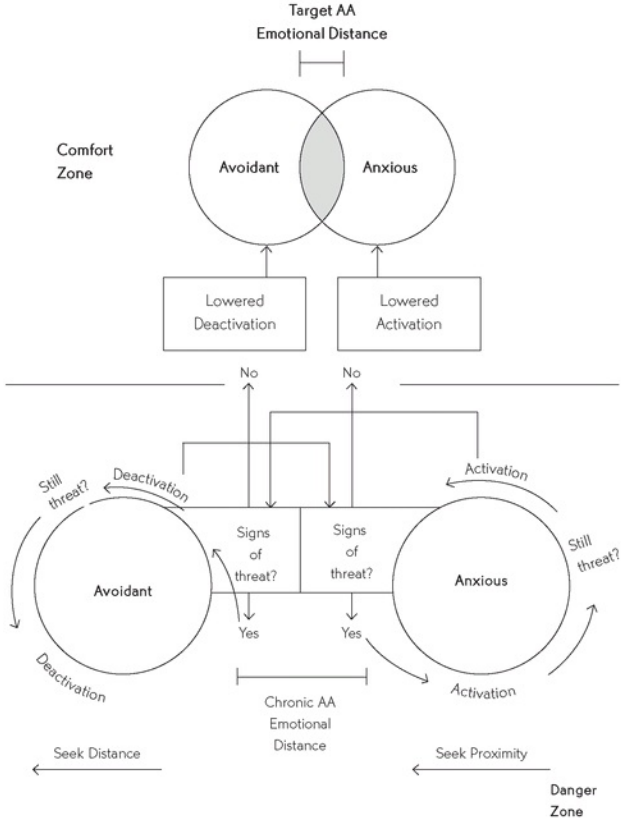 Target AA
Emotional Distance
Comfort
Zone
Avoidant
Anxious
Lowered
Deactivation
Lowered
Activation
No
No
Still
threat?
Deactivation
Activation
Signs
of
threat?
Signs
of
threat?
Still
threat?
Avoidant
Anxious
Yes
Yes
Deactivation
Activation
Chronic AA
Emotional
Distance
Seek Distance
Seek Proximity
Danger
Zone